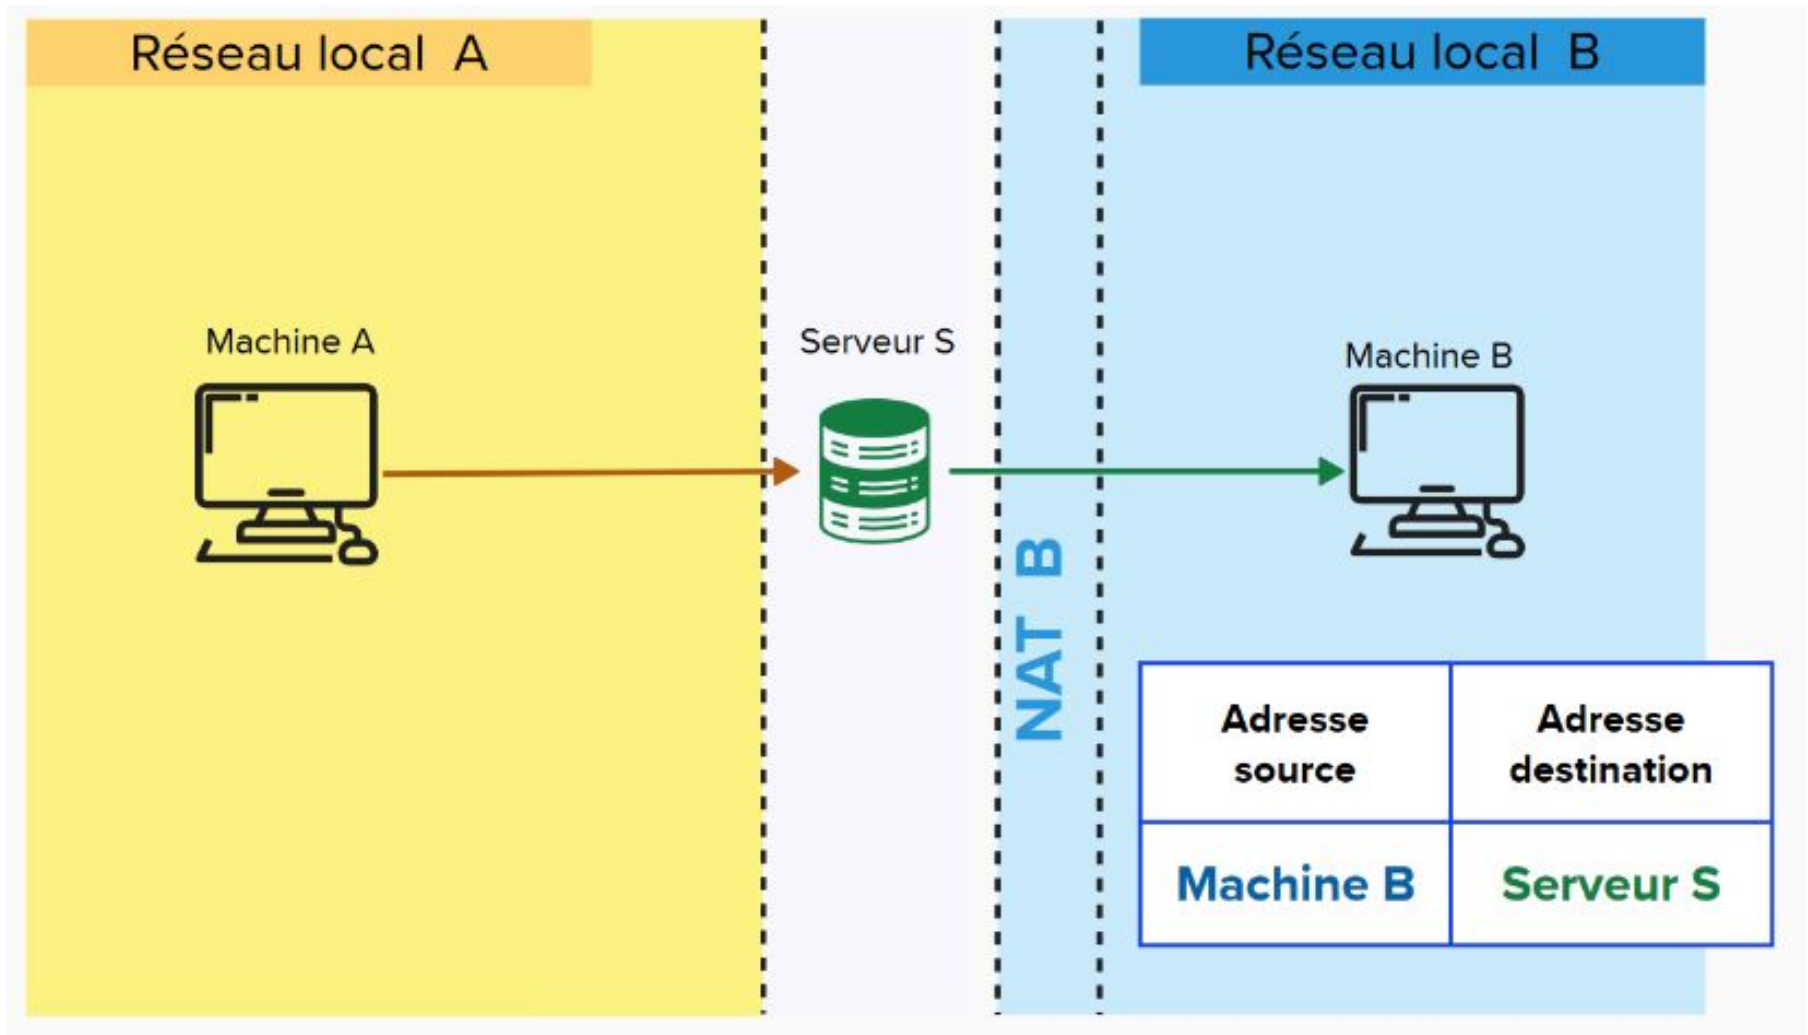 Réseau local A
Réseau local B
Machine A
Serveur S
Machine B
NAT B
Adresse
source
Adresse
destination
Machine B
Serveur S